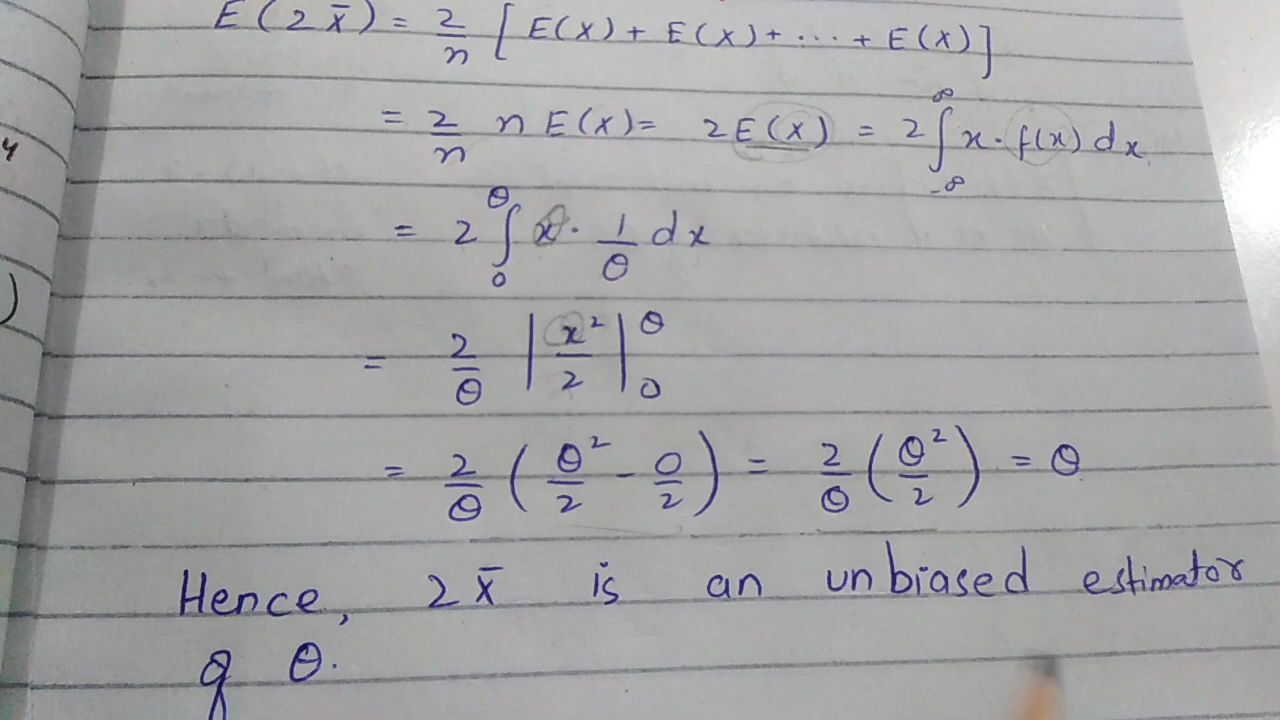 E(2x̄) = 2/n [E(x) + E(x) + ... + E(x)]
= 2/n n E(x) = 2E(x) = 2 ∫_{-∞}^{∞} x · f(x) dx
= 2 ∫_0^θ x · 1/θ dx
= 2/θ |x²/2|_0^θ
= 2/θ (θ²/2 - 0/2) = 2/θ (θ²/2) = θ
Hence, 2x̄ is an unbiased estimator
of θ.